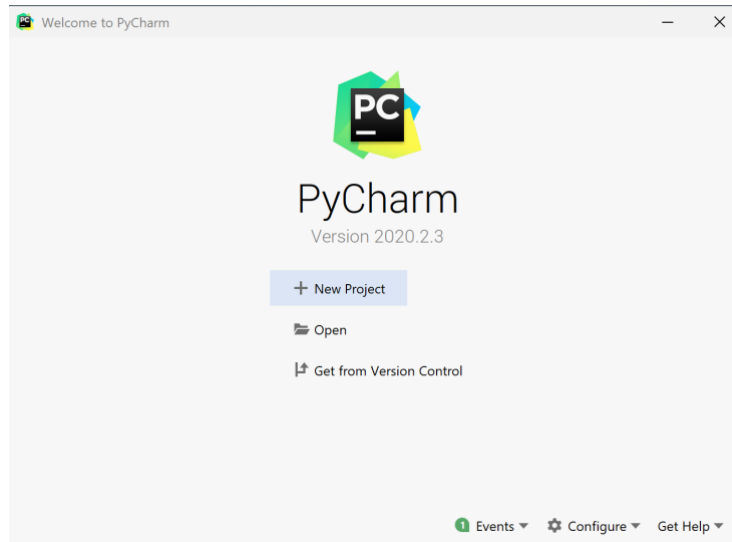 Welcome to PyCharm
PC
PyCharm
Version 2020.2.3
New Project
Open
Get from Version Control
1 Events Configure Get Help